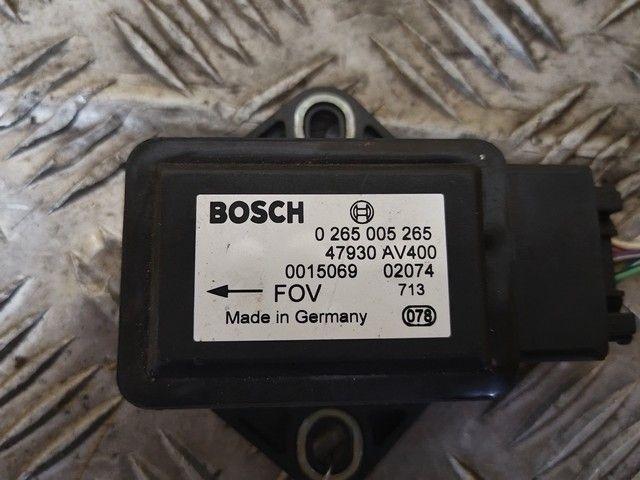 BOSCH
0 265 005 265
47930 AV400
0015069 02074
FOV 713
Made in Germany 078